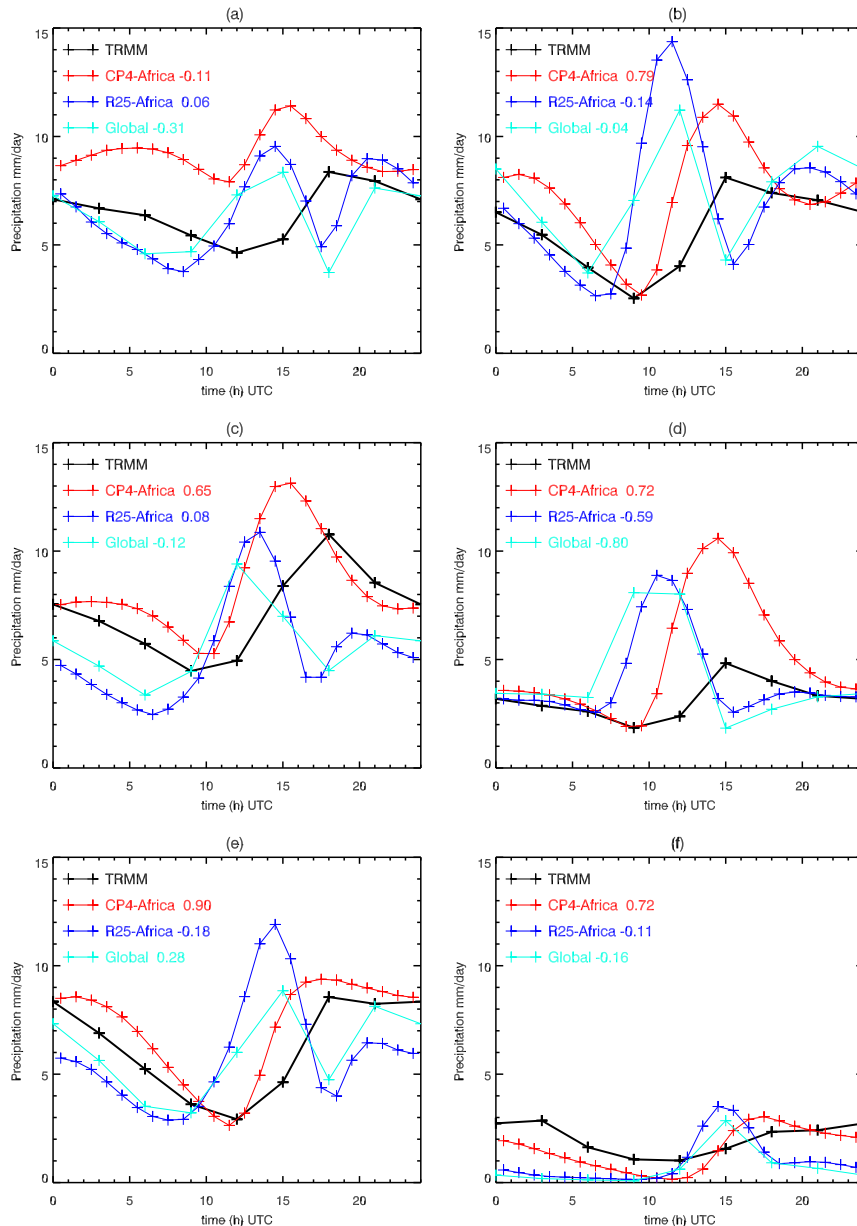 (a)
15
10
5
0
Precipitation mm/day
TRMM
CP4-Africa -0.11
R25-Africa 0.06
Global -0.31
0 5 10 15 20
time (h) UTC
(b)
15
10
5
0
Precipitation mm/day
TRMM
CP4-Africa 0.79
R25-Africa -0.14
Global -0.04
0 5 10 15 20
time (h) UTC
(c)
15
10
5
0
Precipitation mm/day
TRMM
CP4-Africa 0.65
R25-Africa 0.08
Global -0.12
0 5 10 15 20
time (h) UTC
(d)
15
10
5
0
Precipitation mm/day
TRMM
CP4-Africa 0.72
R25-Africa -0.59
Global -0.80
0 5 10 15 20
time (h) UTC
(e)
15
10
5
0
Precipitation mm/day
TRMM
CP4-Africa 0.90
R25-Africa -0.18
Global 0.28
0 5 10 15 20
time (h) UTC
(f)
15
10
5
0
Precipitation mm/day
TRMM
CP4-Africa 0.72
R25-Africa -0.11
Global -0.16
0 5 10 15 20
time (h) UTC